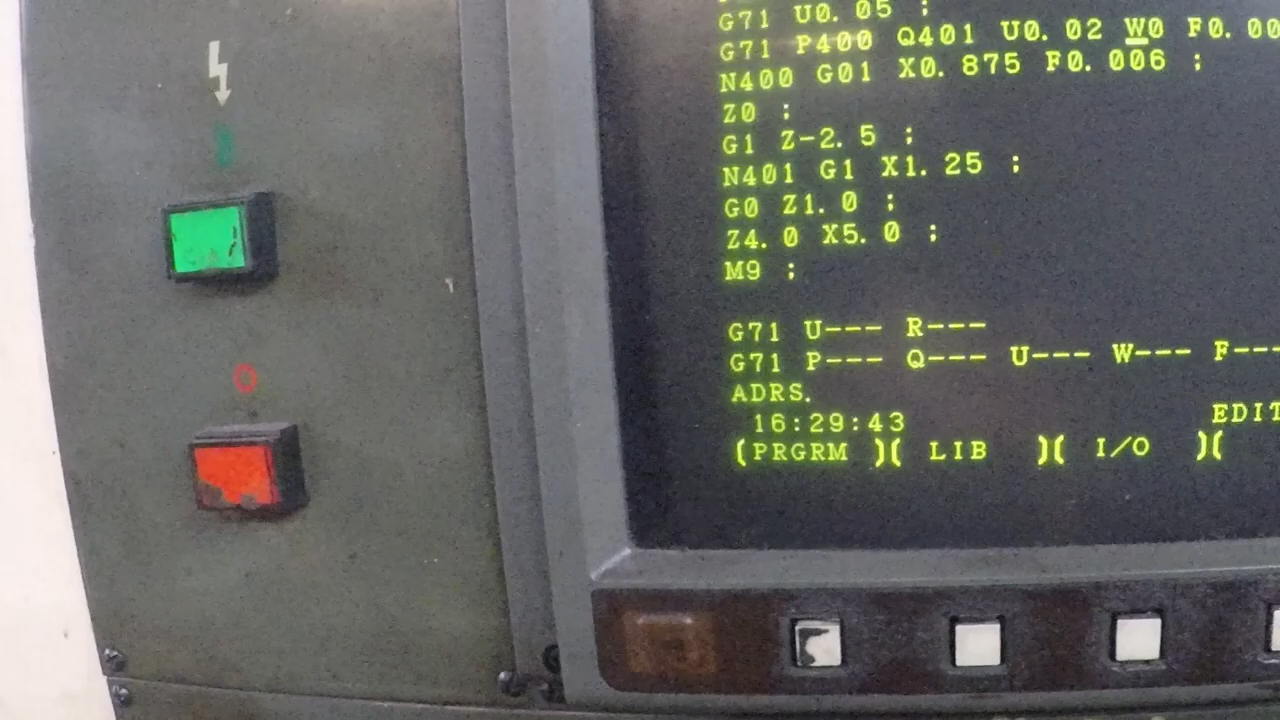 G71 U0.05 ;
G71 P400 Q401 U0.02 W0 F0.00
N400 G01 X0.875 F0.006 ;
Z0 ;
G1 Z-2.5 ;
N401 G1 X1.25 ;
G0 Z1.0 ;
Z4.0 X5.0 ;
M9 ;
G71 U--- R---
G71 P--- Q--- U--- W--- F---
ADRS.
16:29:43 EDIT
(PRGRM )( LIB )( I/O )(
O